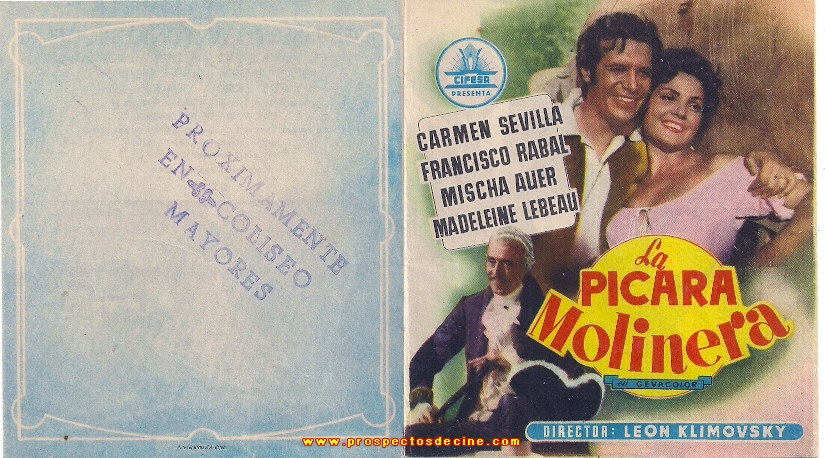 PROXIMAMENTE
EN COLISEO
MAYORES
CIFESA
PRESENTA
CARMEN SEVILLA
FRANCISCO RABAL
MISCHA AUER
MADELEINE LEBEAU
La
PICARA
Molinera
en GEVACOLOR
DIRECTOR: LEON KLIMOVSKY
www.prospectosdecine.com